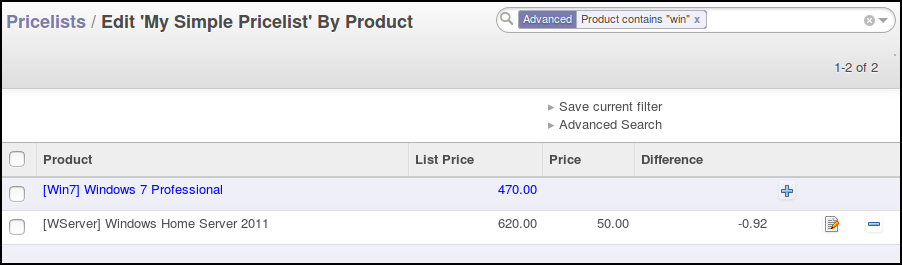 Pricelists / Edit 'My Simple Pricelist' By Product
Advanced Product contains "win" x
1-2 of 2
Save current filter
Advanced Search
Product List Price Price Difference
[Win7] Windows 7 Professional 470.00
[WServer] Windows Home Server 2011 620.00 50.00 -0.92